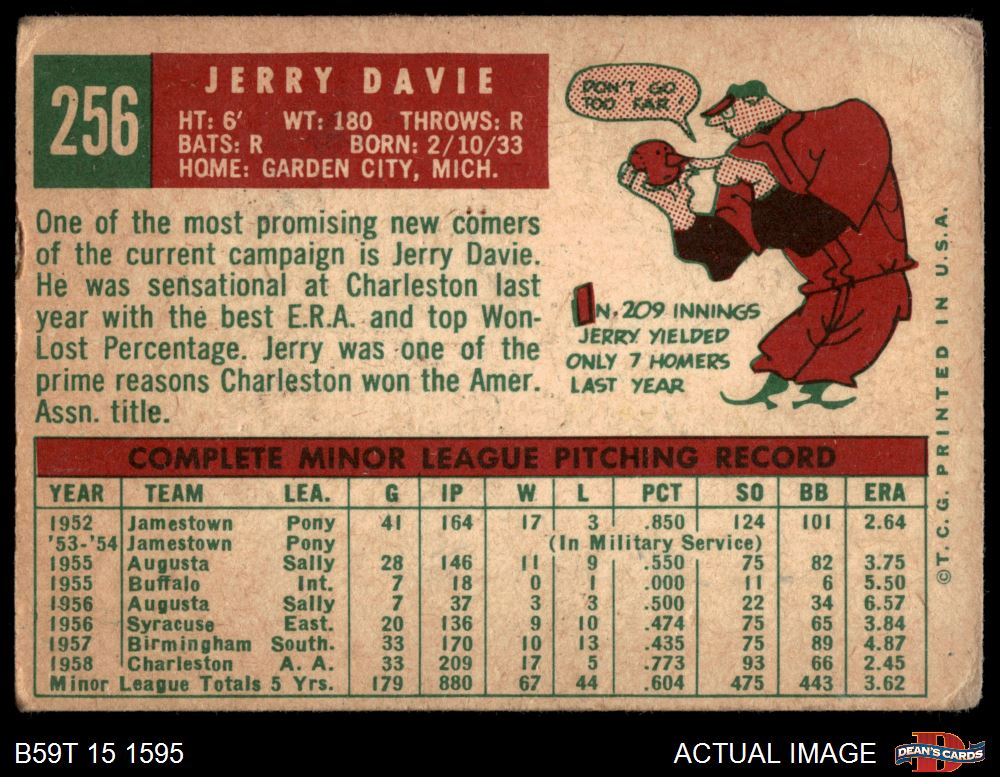 256
JERRY DAVIE
HT: 6' WT: 180 THROWS: R
BATS: R BORN: 2/10/33
HOME: GARDEN CITY, MICH.
One of the most promising new comers
of the current campaign is Jerry Davie.
He was sensational at Charleston last
year with the best E.R.A. and top Won-
Lost Percentage. Jerry was one of the
prime reasons Charleston won the Amer.
Assn. title.
DON'T GO
TOO FAR!
IN 209 INNINGS
JERRY YIELDED
ONLY 7 HOMERS
LAST YEAR
COMPLETE MINOR LEAGUE PITCHING RECORD
YEAR TEAM LEA. G IP W L PCT SO BB ERA
1952 Jamestown Pony 41 164 17 3 .850 124 101 2.64
'53-'54 Jamestown Pony (In Military Service)
1955 Augusta Sally 28 146 11 9 .550 75 82 3.75
1955 Buffalo Int. 7 18 0 1 .000 11 6 5.50
1956 Augusta Sally 7 37 3 3 .500 22 34 6.57
1956 Syracuse East. 20 136 9 10 .474 75 65 3.84
1957 Birmingham South. 33 170 10 13 .435 75 89 4.87
1958 Charleston A. A. 33 209 17 5 .773 93 66 2.45
Minor League Totals 5 Yrs. 179 880 67 44 .604 475 443 3.62
© T. C. G. PRINTED IN U.S.A.
B59T 15 1595
ACTUAL IMAGE
D
DEAN'S CARDS